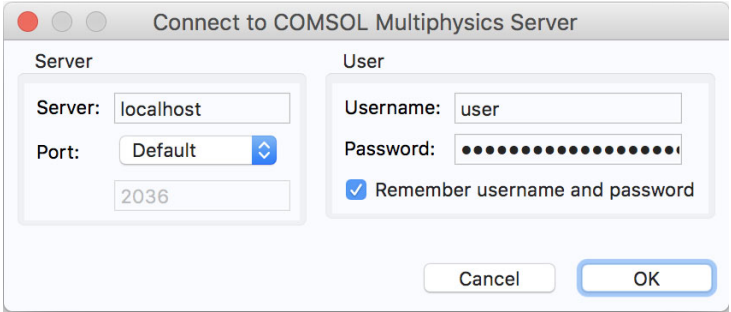 Connect to COMSOL Multiphysics Server
Server
Server: localhost
Port: Default
2036
User
Username: user
Password: ●●●●●●●●●●●●●●●●●●●
Remember username and password
Cancel
OK